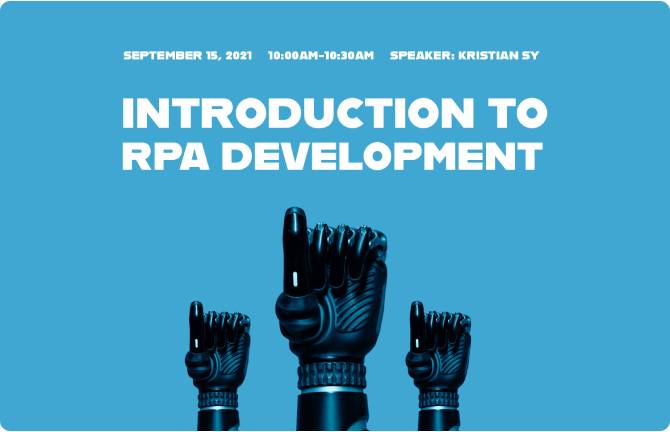 SEPTEMBER 15, 2021 10:00AM-10:30AM SPEAKER: KRISTIAN SY
INTRODUCTION TO
RPA DEVELOPMENT